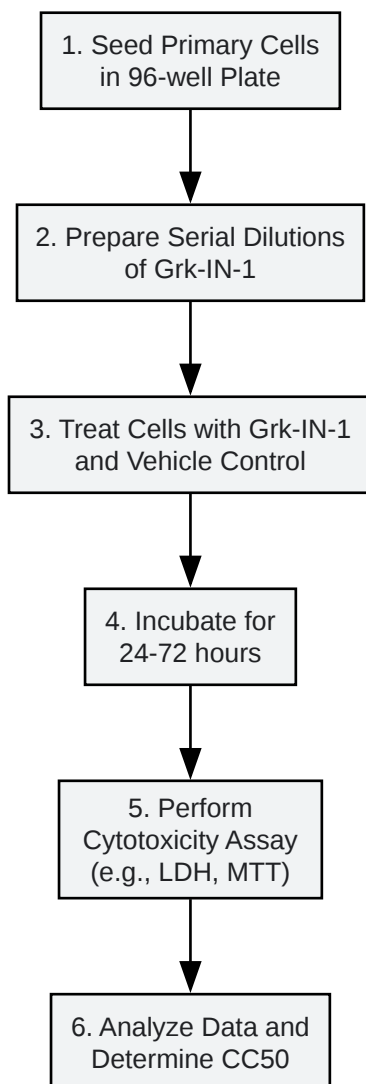 1. Seed Primary Cells
in 96-well Plate
2. Prepare Serial Dilutions
of Grk-IN-1
3. Treat Cells with Grk-IN-1
and Vehicle Control
4. Incubate for
24-72 hours
5. Perform
Cytotoxicity Assay
(e.g., LDH, MTT)
6. Analyze Data and
Determine CC50